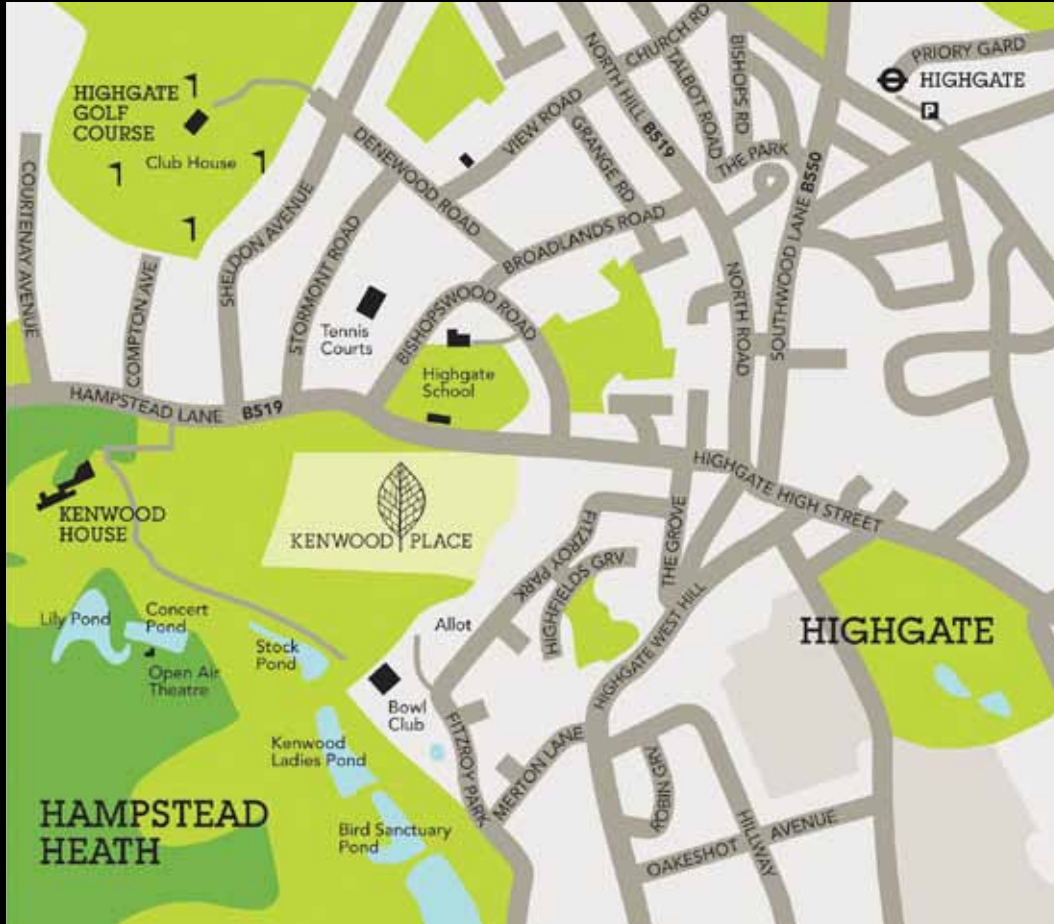 CHURCH RD
NORTH HILL B519
TALBOT ROAD
BISHOPS RD
PRIORY GARD
HIGHGATE
P
HIGHGATE
GOLF
COURSE
Club House
VIEW ROAD
GRANGE RD
DENEWOOD ROAD
THE PARK
COURTENAY AVENUE
SHELDON AVENUE
STORMONT ROAD
BROADLANDS ROAD
SOUTHWOOD LANE B550
COMPTON AVE
Tennis
Courts
BISHOPSWOOD ROAD
NORTH ROAD
Highgate
School
HAMPSTEAD LANE B519
HIGHGATE HIGH STREET
KENWOOD
HOUSE
KENWOOD PLACE
FITZROY PARK
HIGHFIELDS GRV
THE GROVE
Lily Pond
Concert
Pond
Open Air
Theatre
Stock
Pond
Allot
HIGHGATE WEST HILL
HIGHGATE
Bowl
Club
Kenwood
Ladies Pond
FITZROY PARK
MERTON LANE
ROBIN GRV
HAMPSTEAD
HEATH
Bird Sanctuary
Pond
HILLWAY
OAKESHOT AVENUE